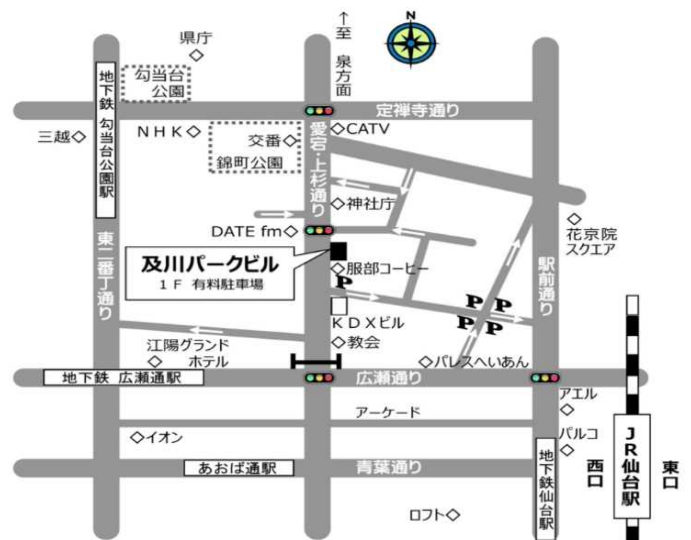 N
↑至 泉方面
県庁
勾当台
公園
地下鉄 勾当台公園駅
定禅寺通り
三越◇
NHK◇
交番◇
錦町公園
◇CATV
愛宕・上杉通り
◇神社庁
DATE fm◇
花京院
スクエア
及川パークビル
1F 有料駐車場
◇服部コーヒー
P
東二番丁通り
駅前通り
P P
P P
KDXビル
◇教会
江陽グランド
ホテル
◇パレスへいあん
地下鉄 広瀬通駅
広瀬通り
アエル
アーケード
パルコ
◇イオン
JR仙台駅
西口
東口
あおば通駅
青葉通り
地下鉄仙台駅
ロフト◇